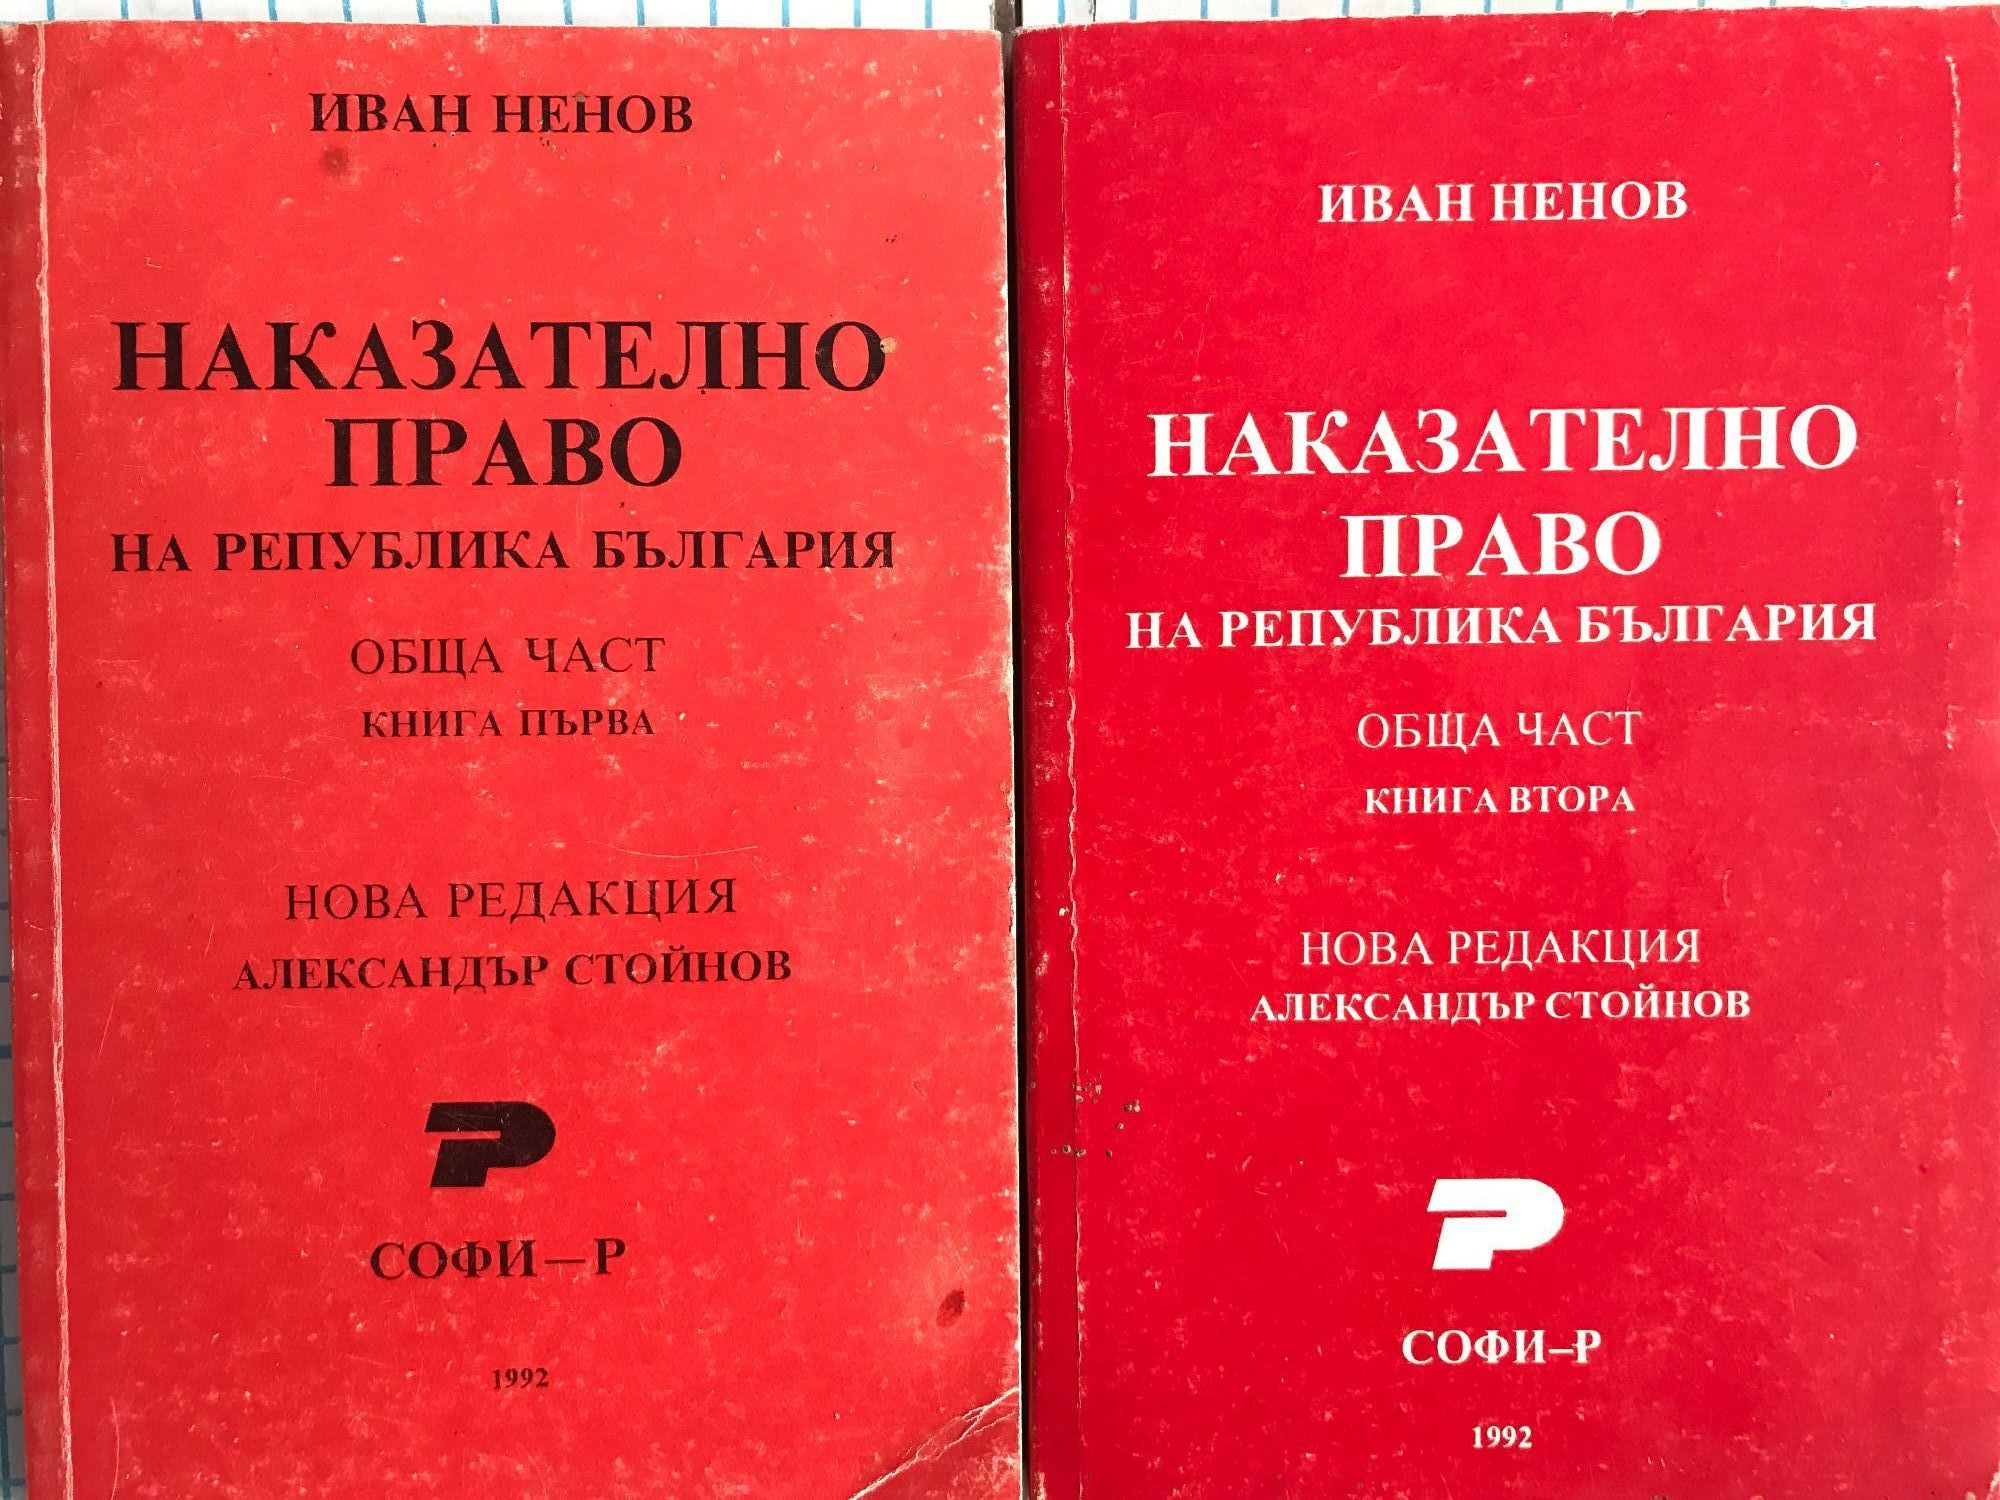 ИВАН НЕНОВ
НАКАЗАТЕЛНО
ПРАВО
НА РЕПУБЛИКА БЪЛГАРИЯ
ОБЩА ЧАСТ
КНИГА ПЪРВА
НОВА РЕДАКЦИЯ
АЛЕКСАНДЪР СТОЙНОВ
P
СОФИ—Р
1992
ИВАН НЕНОВ
НАКАЗАТЕЛНО
ПРАВО
НА РЕПУБЛИКА БЪЛГАРИЯ
ОБЩА ЧАСТ
КНИГА ВТОРА
НОВА РЕДАКЦИЯ
АЛЕКСАНДЪР СТОЙНОВ
P
СОФИ–Р
1992